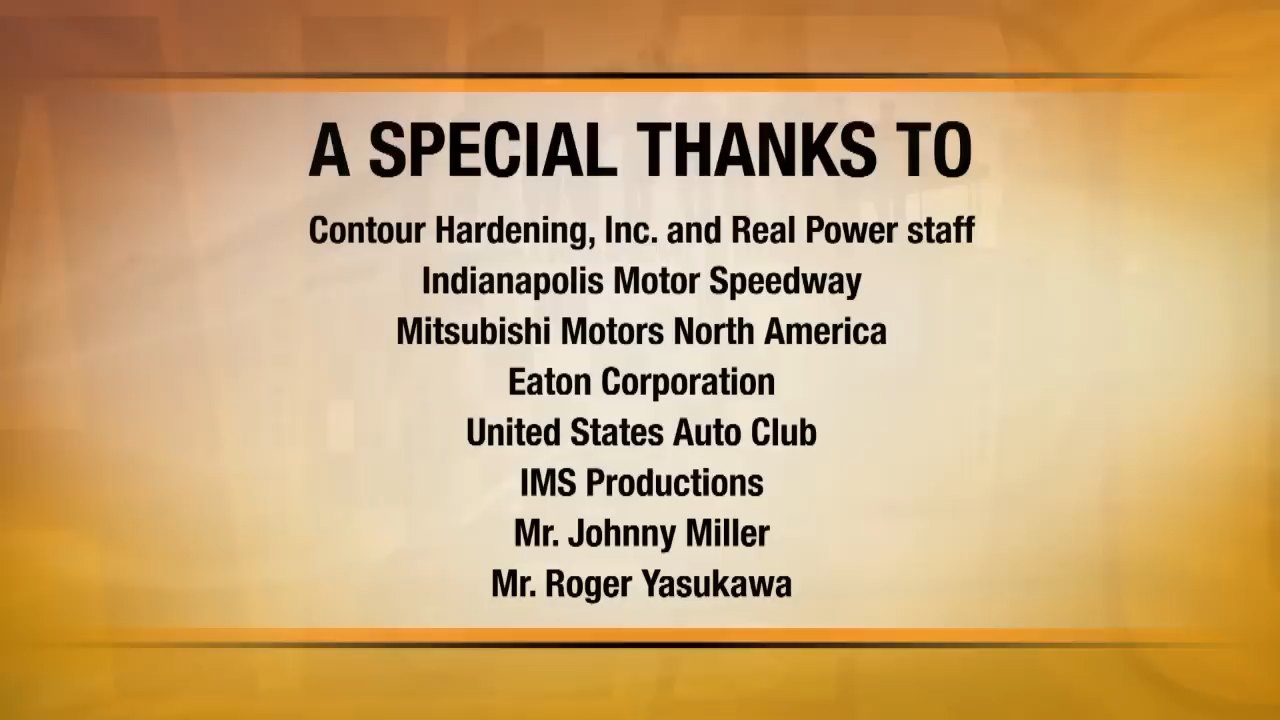 A SPECIAL THANKS TO
Contour Hardening, Inc. and Real Power staff
Indianapolis Motor Speedway
Mitsubishi Motors North America
Eaton Corporation
United States Auto Club
IMS Productions
Mr. Johnny Miller
Mr. Roger Yasukawa